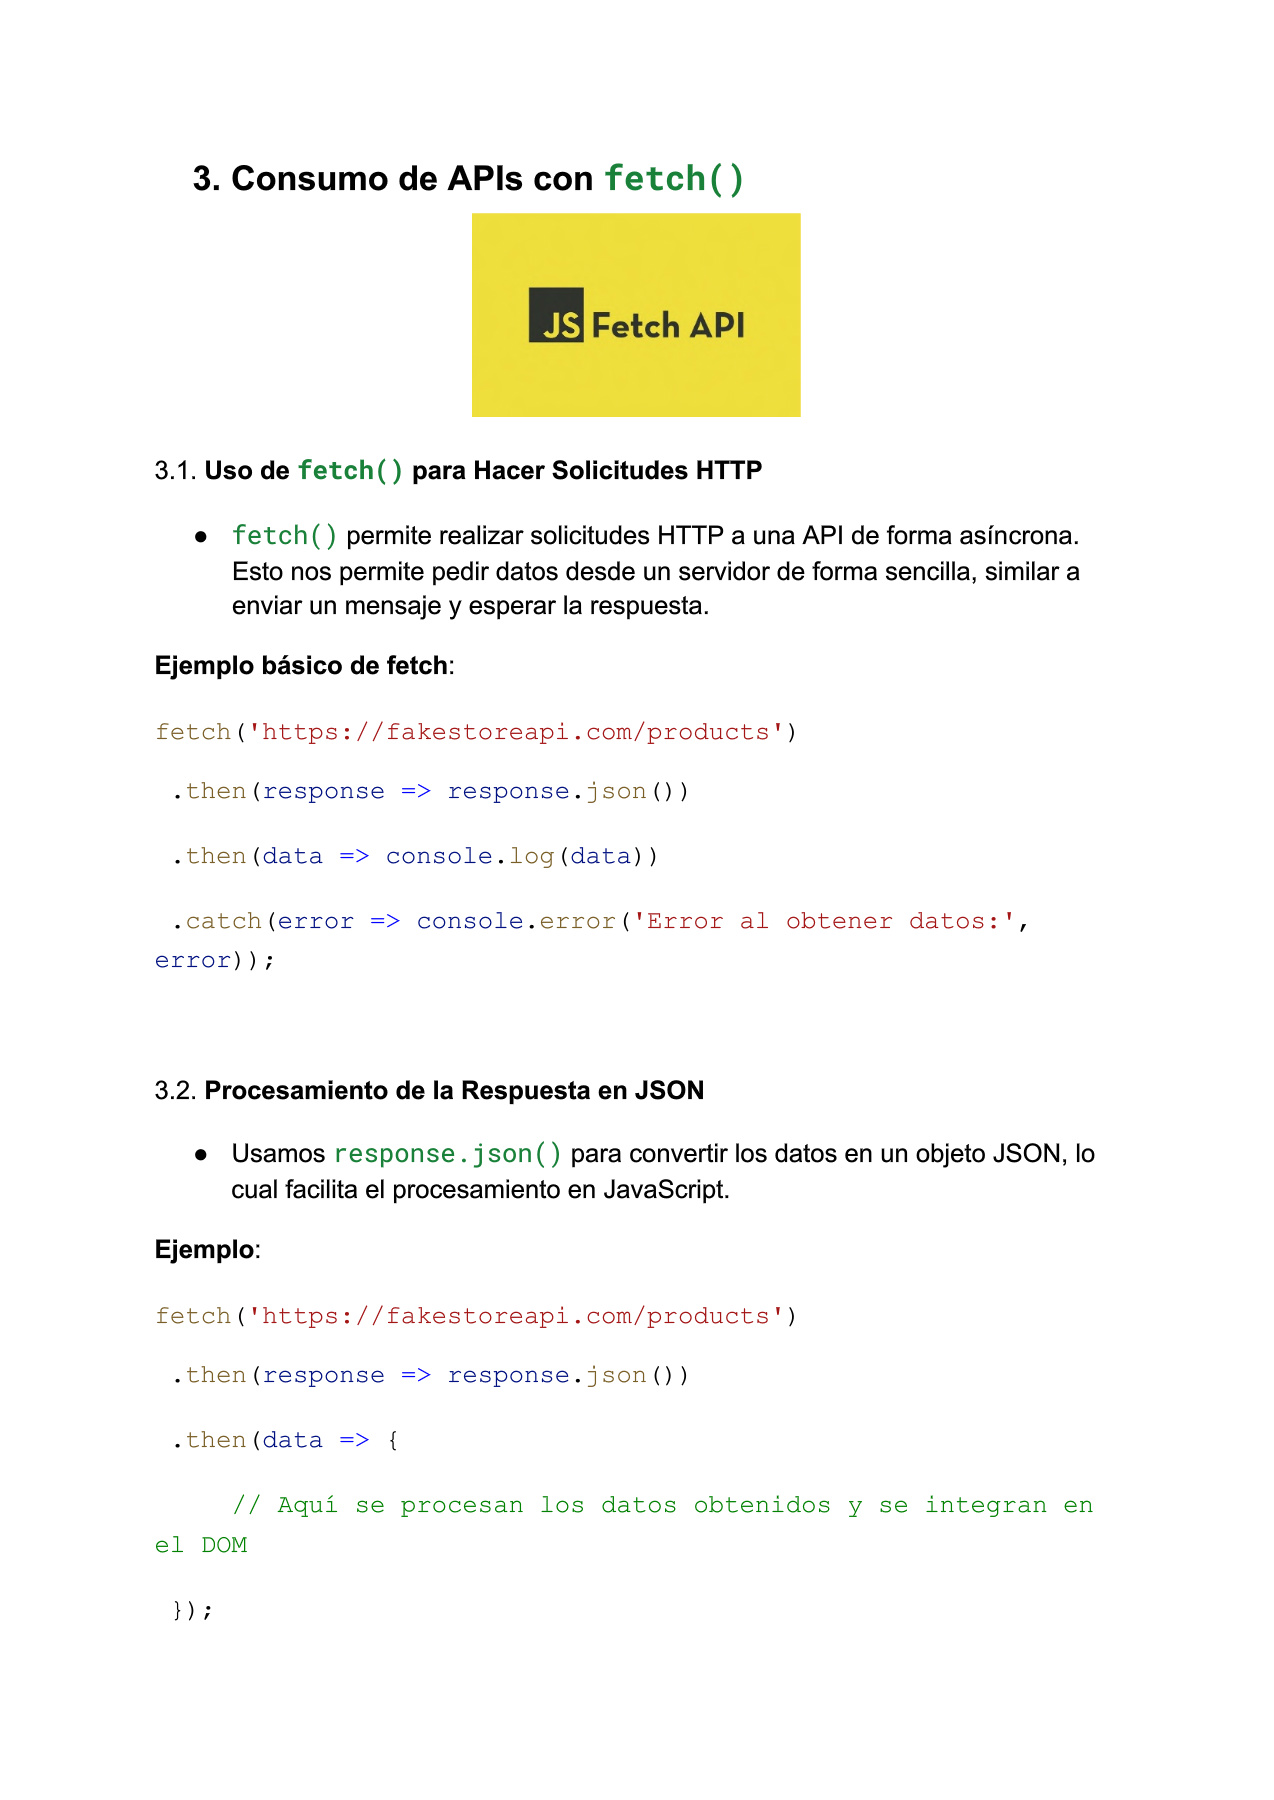 3. Consumo de APIs con fetch()
JS Fetch API
3.1. Uso de fetch() para Hacer Solicitudes HTTP
● fetch() permite realizar solicitudes HTTP a una API de forma asíncrona.
Esto nos permite pedir datos desde un servidor de forma sencilla, similar a
enviar un mensaje y esperar la respuesta.
Ejemplo básico de fetch:
fetch('https://fakestoreapi.com/products')
.then(response => response.json())
.then(data => console.log(data))
.catch(error => console.error('Error al obtener datos:',
error));
3.2. Procesamiento de la Respuesta en JSON
● Usamos response.json() para convertir los datos en un objeto JSON, lo
cual facilita el procesamiento en JavaScript.
Ejemplo:
fetch('https://fakestoreapi.com/products')
.then(response => response.json())
.then(data => {
// Aquí se procesan los datos obtenidos y se integran en
el DOM
});